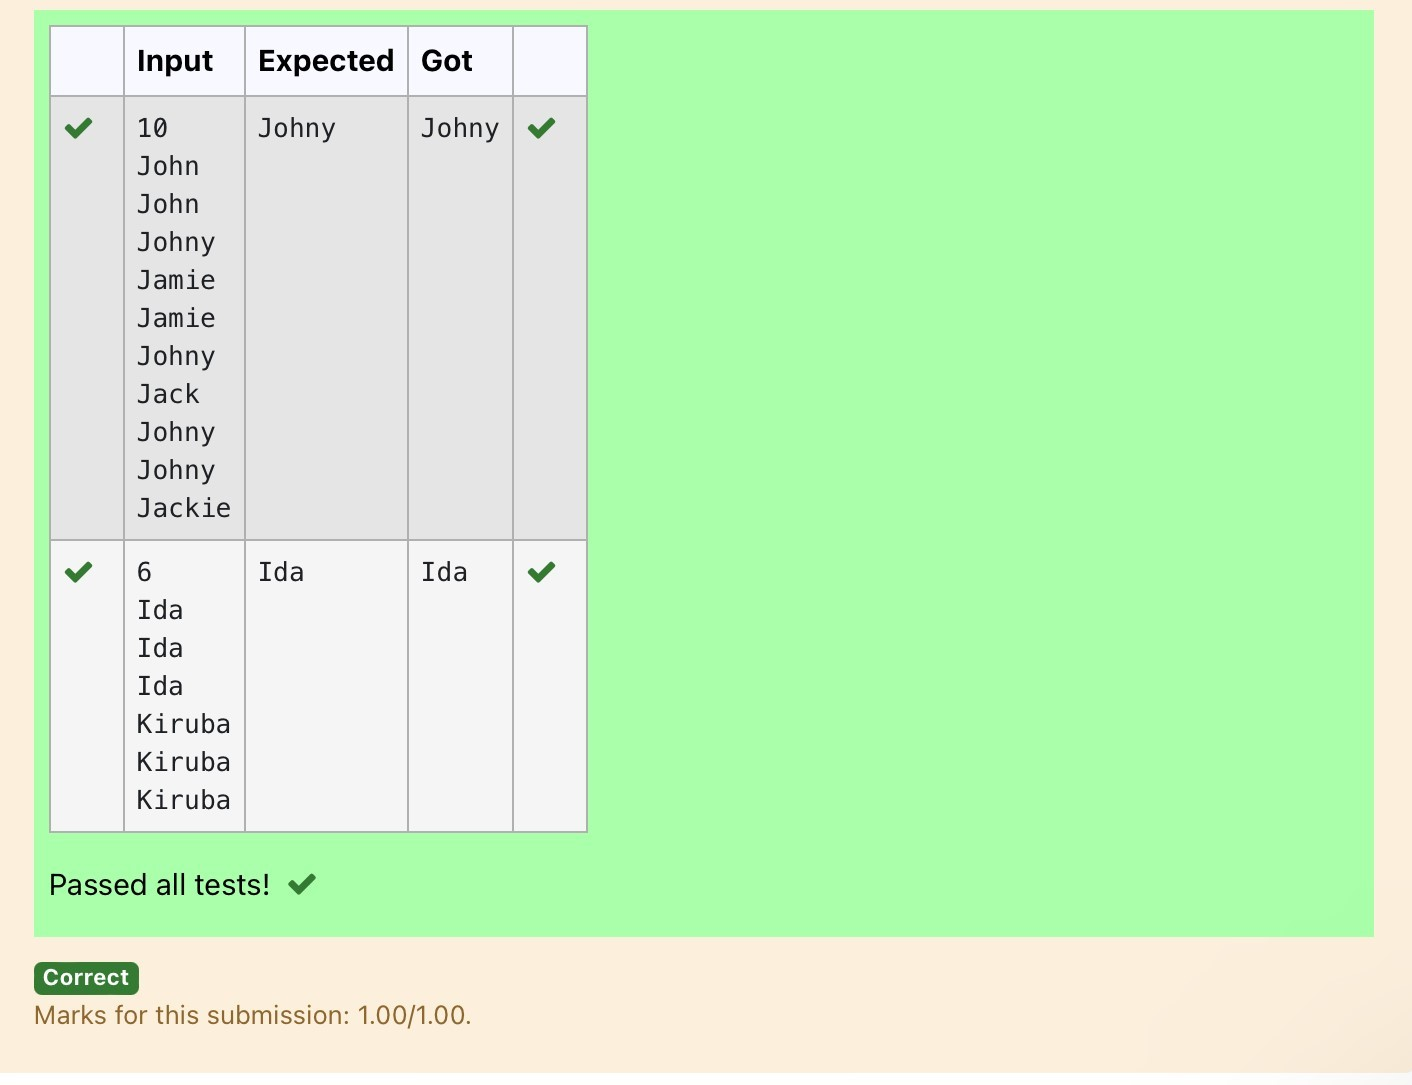 Input Expected Got
10 Johny Johny
John
John
Johny
Jamie
Jamie
Johny
Jack
Johny
Johny
Jackie
6 Ida Ida
Ida
Ida
Ida
Kiruba
Kiruba
Kiruba
Passed all tests!
Correct
Marks for this submission: 1.00/1.00.